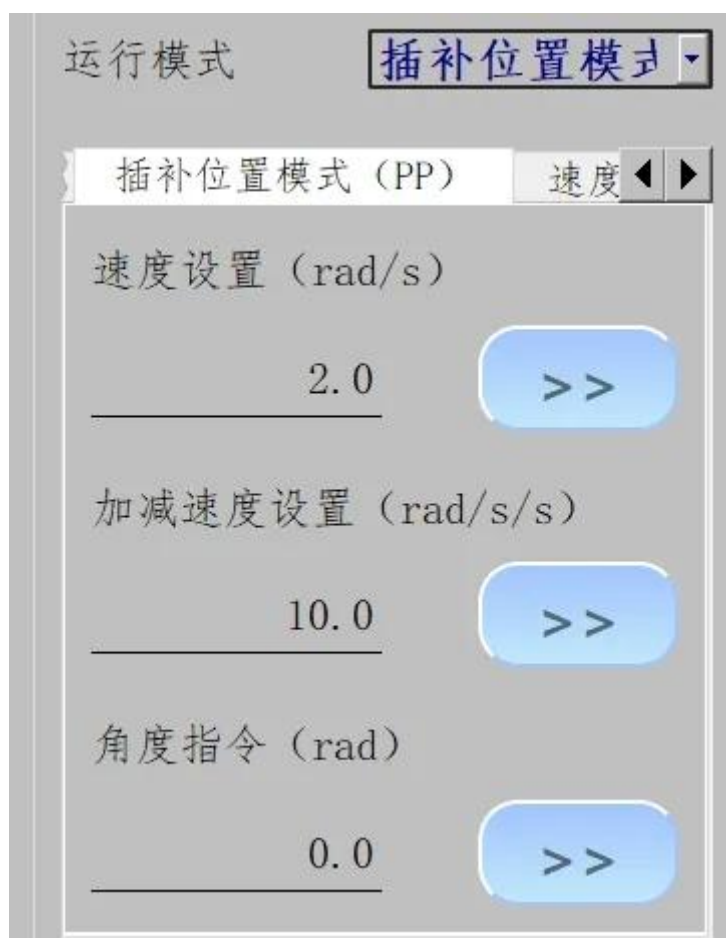 运行模式 插补位置模式
插补位置模式（PP） 速度
速度设置（rad/s）
2.0 >>
加减速度设置（rad/s/s）
10.0 >>
角度指令（rad）
0.0 >>